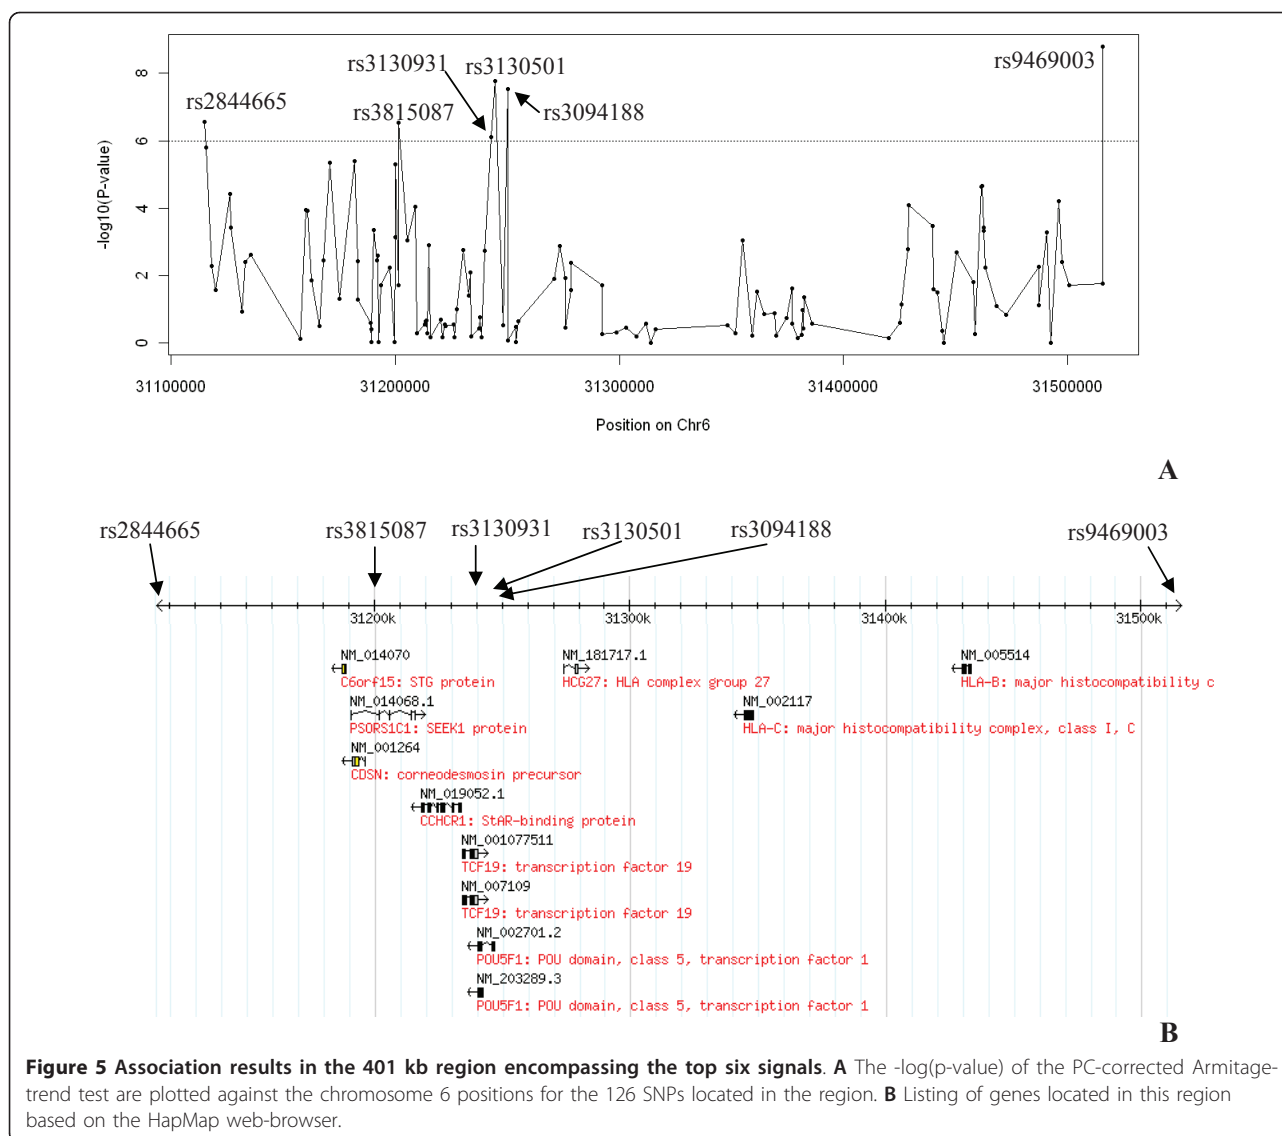 rs3130931 rs3130501 rs9469003
rs2844665 rs3815087 rs3094188
8
6
4
2
0
-log10(P-value)
31100000 31200000 31300000 31400000 31500000
Position on Chr6
A
rs2844665 rs3815087 rs3130931 rs3130501 rs3094188 rs9469003
31200k 31300k 31400k 31500k
NM_014070 NM_181717.1 NM_005514
C6orf15: STG protein HCG27: HLA complex group 27 HLA-B: major histocompatibility c
NM_014068.1 NM_002117
PSORS1C1: SEEK1 protein HLA-C: major histocompatibility complex, class I, C
NM_001264
CDSN: corneodesmosin precursor
NM_019052.1
CCHCR1: StAR-binding protein
NM_001077511
TCF19: transcription factor 19
NM_007109
TCF19: transcription factor 19
NM_002701.2
POU5F1: POU domain, class 5, transcription factor 1
NM_203289.3
POU5F1: POU domain, class 5, transcription factor 1
B
Figure 5 Association results in the 401 kb region encompassing the top six signals. A The -log(p-value) of the PC-corrected Armitage-
trend test are plotted against the chromosome 6 positions for the 126 SNPs located in the region. B Listing of genes located in this region
based on the HapMap web-browser.